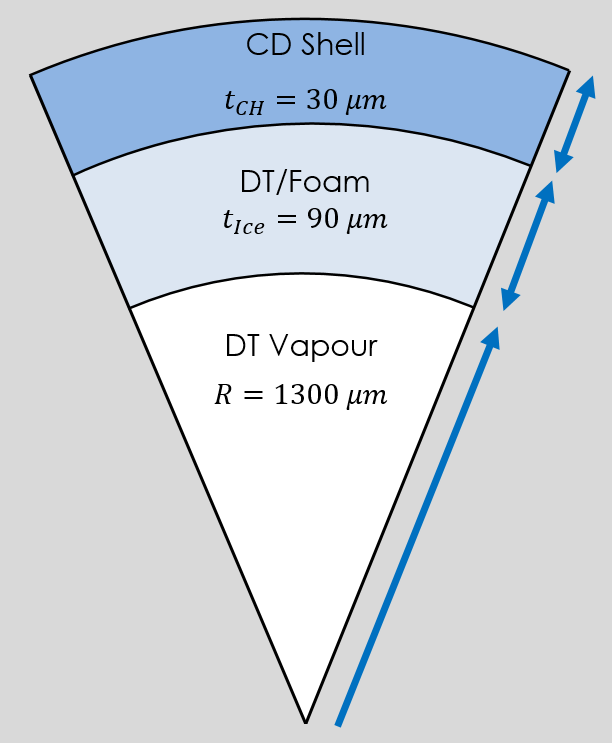 CD Shell
t_CH = 30 μm
DT/Foam
t_Ice = 90 μm
DT Vapour
R = 1300 μm